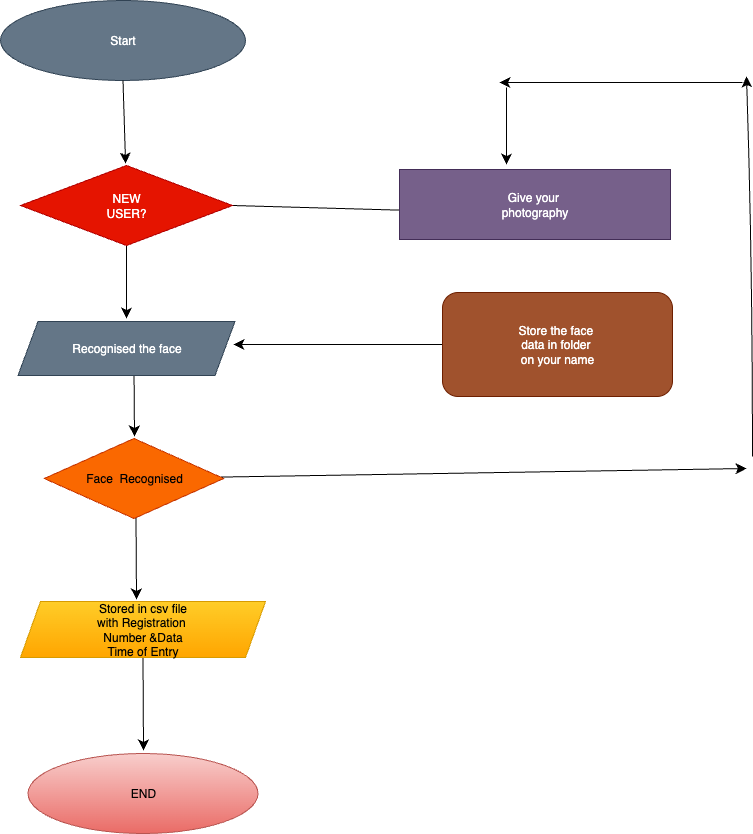 Start
NEW
USER?
Give your
photography
Recognised the face
Store the face
data in folder
on your name
Face Recognised
Stored in csv file
with Registration
Number &Data
Time of Entry
END